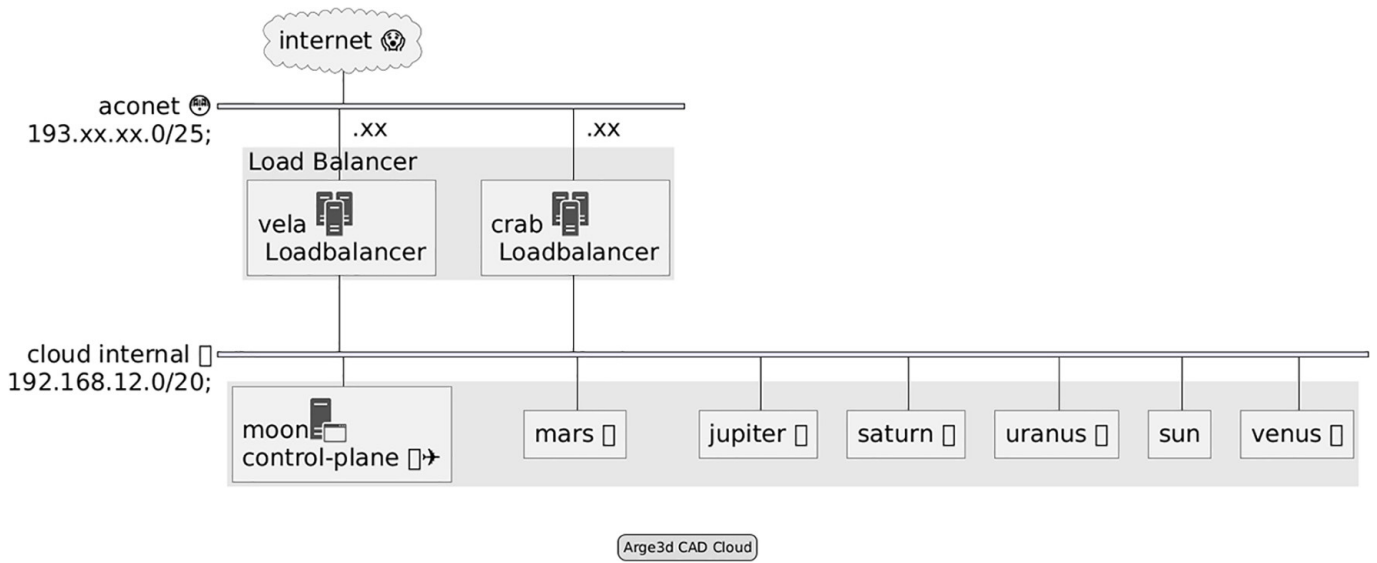 internet 😱
aconet 😳
193.xx.xx.0/25;
.xx
.xx
Load Balancer
vela
Loadbalancer
crab
Loadbalancer
cloud internal
192.168.12.0/20;
moon
control-plane ✈
mars
jupiter
saturn
uranus
sun
venus
Arge3d CAD Cloud